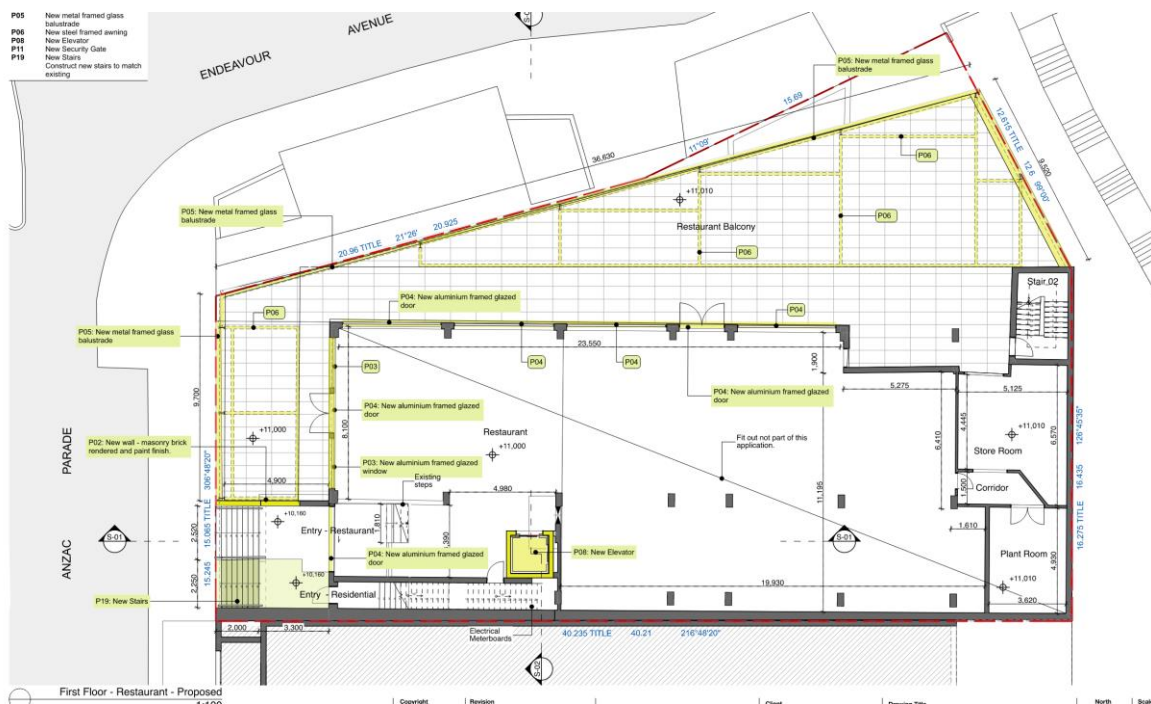 P05 New metal framed glass
balustrade
P06 New steel framed awning
P08 New Elevator
P11 New Security Gate
P19 New Stairs
Construct new stairs to match
existing
ENDEAVOUR AVENUE
S-0
P05: New metal framed glass
balustrade
15.69
12.615 TITLE 12.6 99°00'
9,520
11°09'
36,630
P06
+11,010
P05: New metal framed glass
balustrade
20.96 TITLE 21°26' 20.925
Restaurant Balcony
P06
P06
Stair 02
P04: New aluminium framed glazed
door
P06
P04
P05: New metal framed glass
balustrade
23,550
P04
P04
1,900
P03
5,275
5,125
P04: New aluminium framed glazed
door
P04: New aluminium framed glazed
door
9,700
8,100
Restaurant
+11,000
+11,000
Fit out not part of this
application.
6,410
4,445
+11,010
6,570
126°45'35"
P02: New wall - masonry brick
rendered and paint finish.
P03: New aluminium framed glazed
window
Store Room
306°48'20"
4,900
Existing
steps
4,980
11,195
1,500
Corridor
16.435
ANZAC PARADE
+10,160
Entry - Restaurant
1,810
S-01
2,520
15.065 TITLE
S-01
1,610
P04: New aluminium framed glazed
door
,390
P08: New Elevator
Plant Room
16.275 TITLE
+10,160
4,930
15.245
2,250
Entry - Residential
19,930
+11,010
P19: New Stairs
3,620
2,000
3,300
Electrical
Meterboards
40.235 TITLE 40.21 216°48'20"
S-02
First Floor - Restaurant - Proposed
1:100
Copyright
Revision
Client
Drawing Title
North
Scale